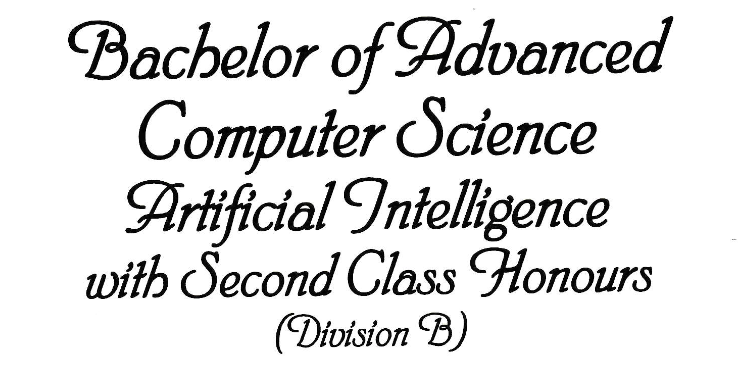 Bachelor of Advanced
Computer Science
Artificial Intelligence
with Second Class Honours
(Division B)